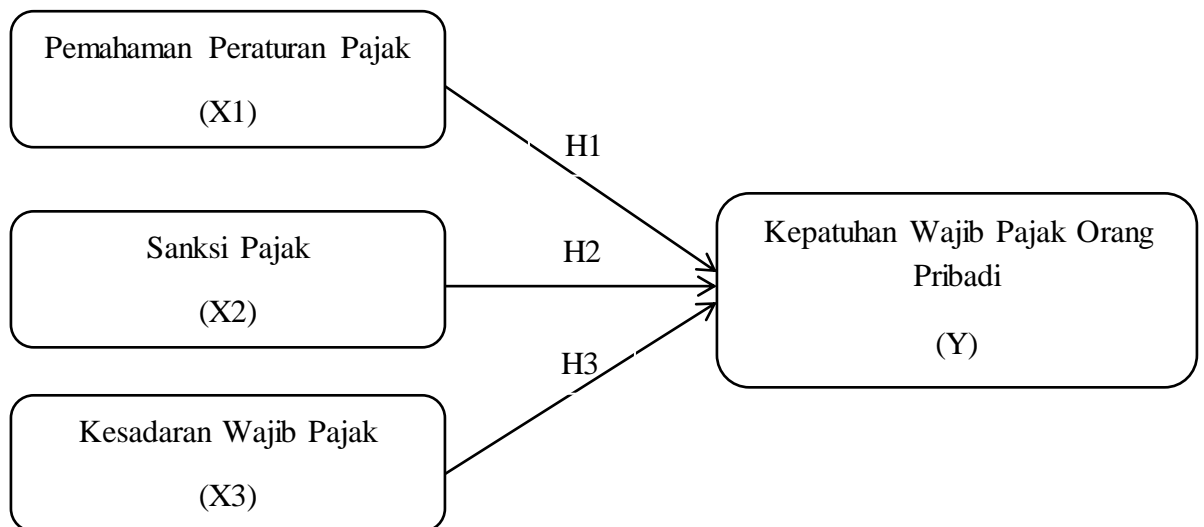 Pemahaman Peraturan Pajak
(X1)
H1
Sanksi Pajak
(X2)
H2
Kepatuhan Wajib Pajak Orang
Pribadi
(Y)
H3
Kesadaran Wajib Pajak
(X3)